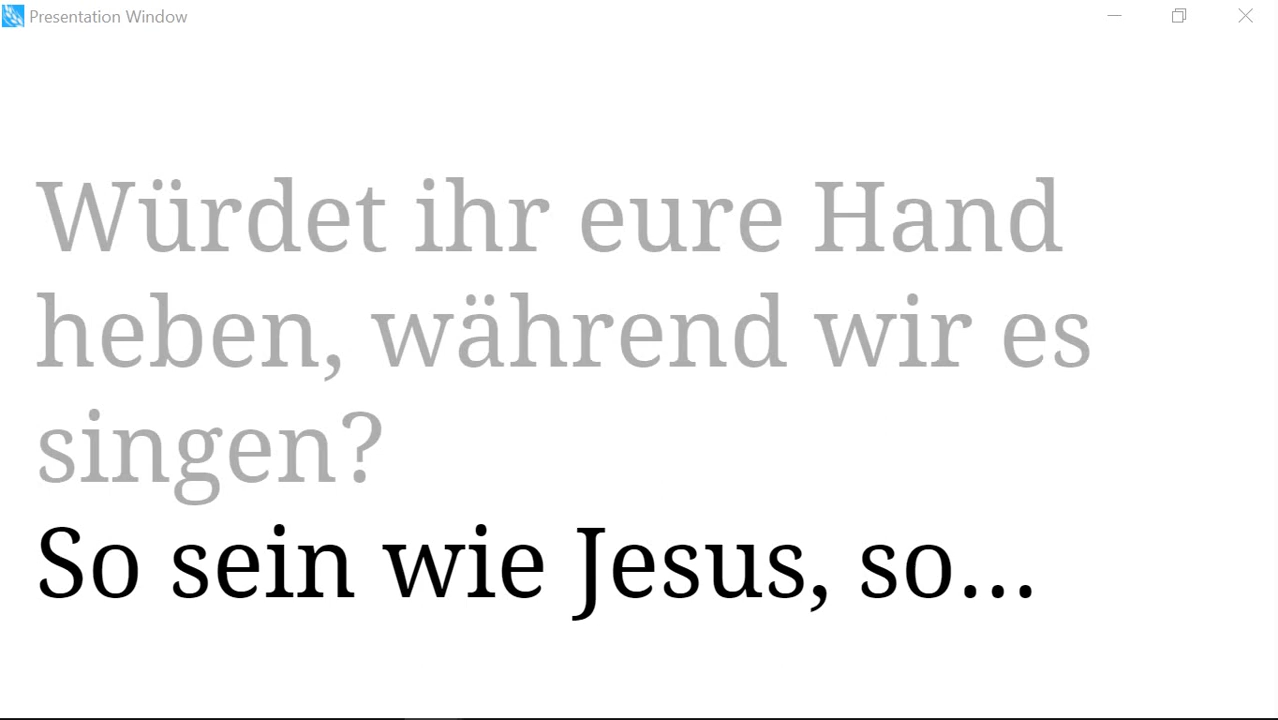 Presentation Window
Würdet ihr eure Hand
heben, während wir es
singen?
So sein wie Jesus, so...